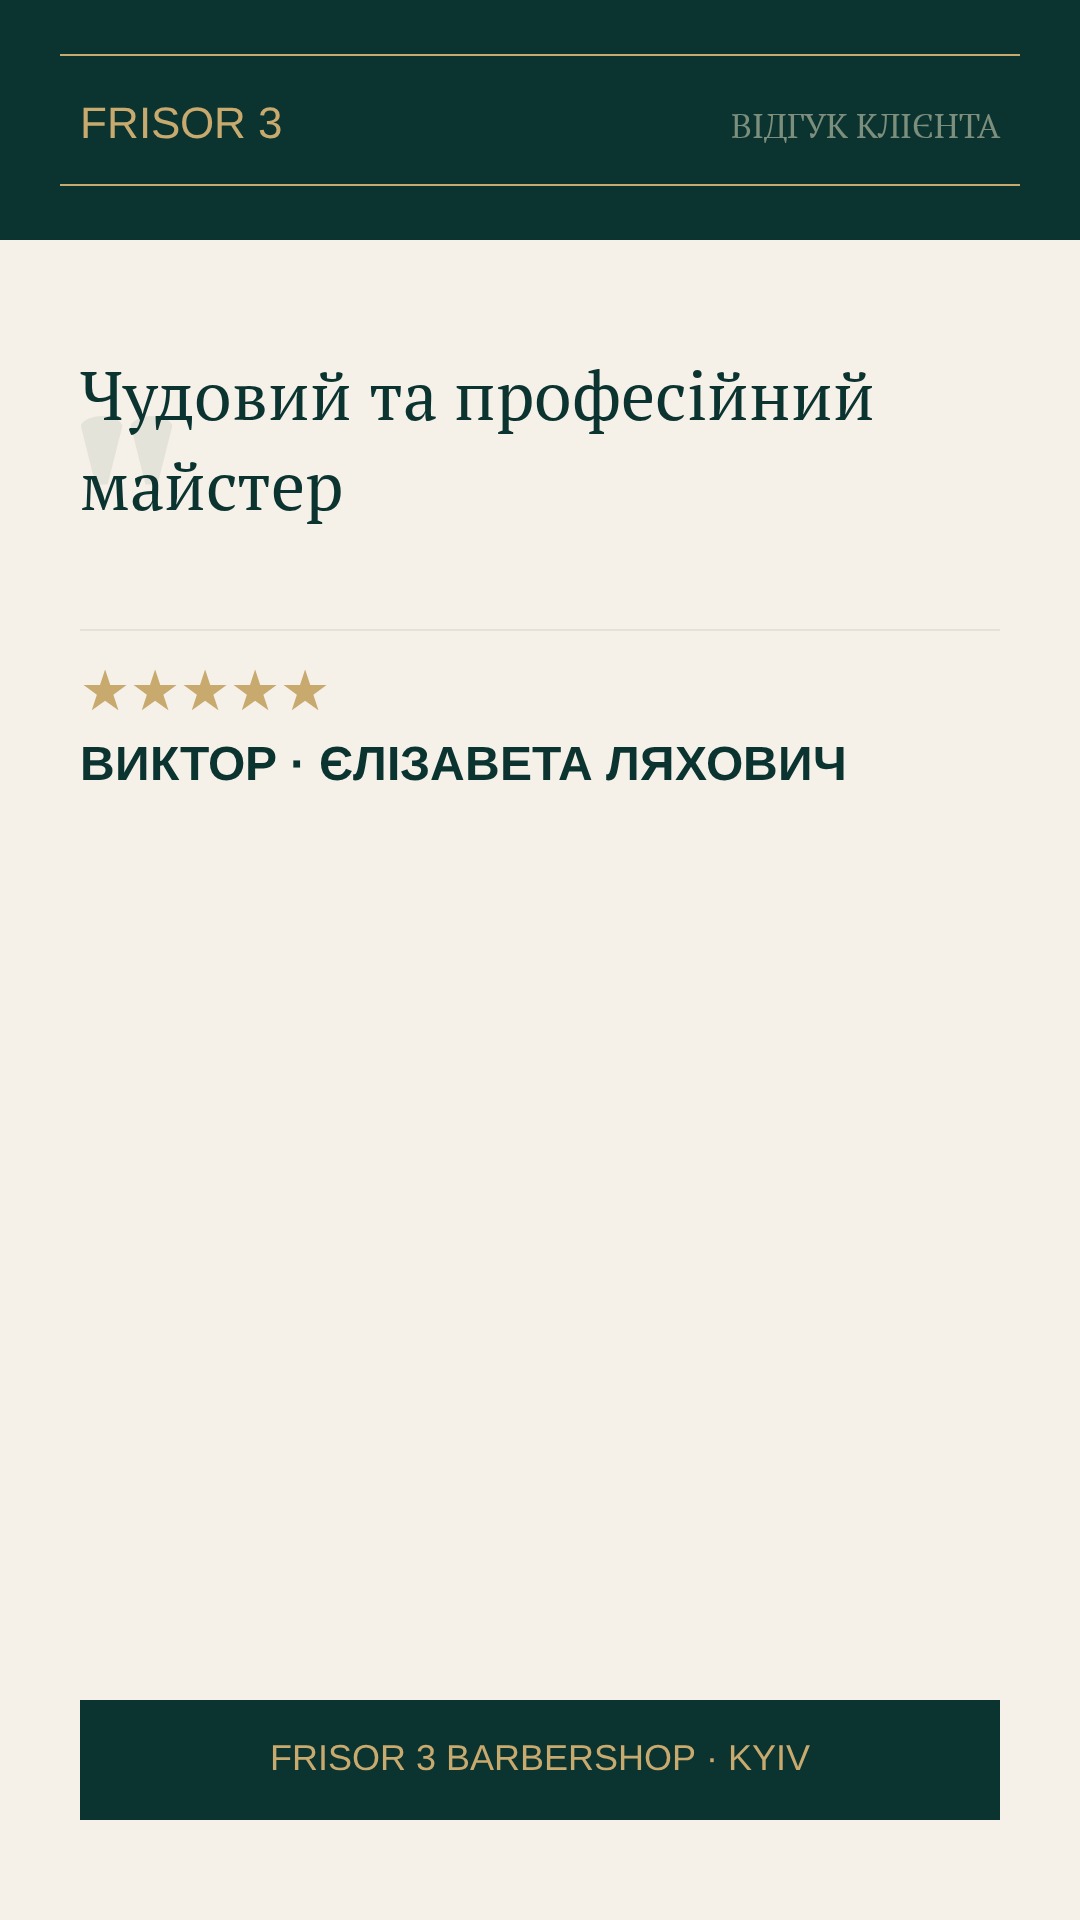 FRISOR 3
ВІДГУК КЛІЄНТА
"
Чудовий та професійний
майстер
★★★★★
ВИКТОР · ЄЛІЗАВЕТА ЛЯХОВИЧ
FRISOR 3 BARBERSHOP · KYIV